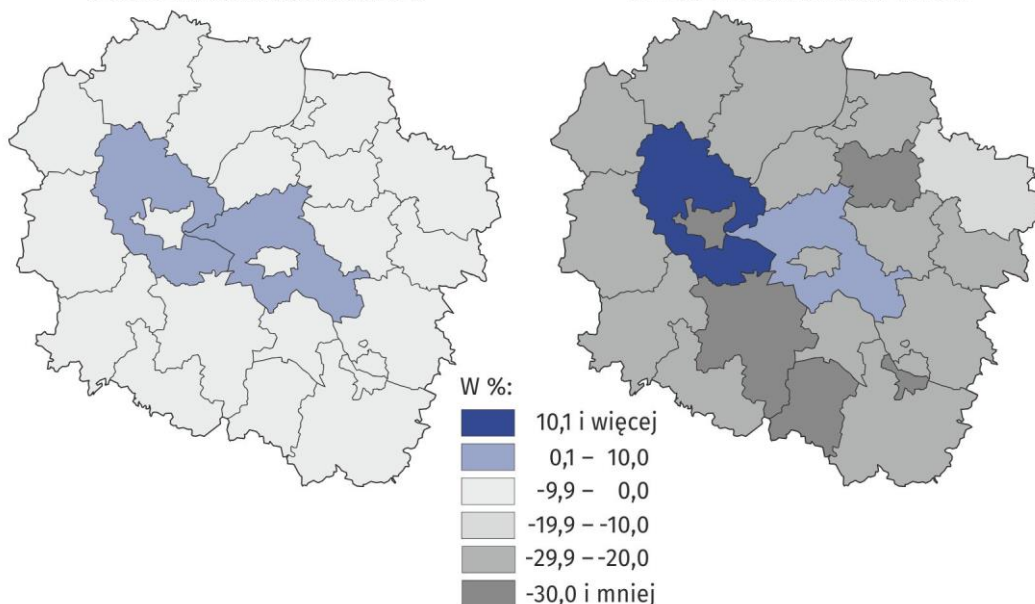 W %:
10,1 i więcej
0,1 – 10,0
-9,9 – 0,0
-19,9 – -10,0
-29,9 – -20,0
-30,0 i mniej